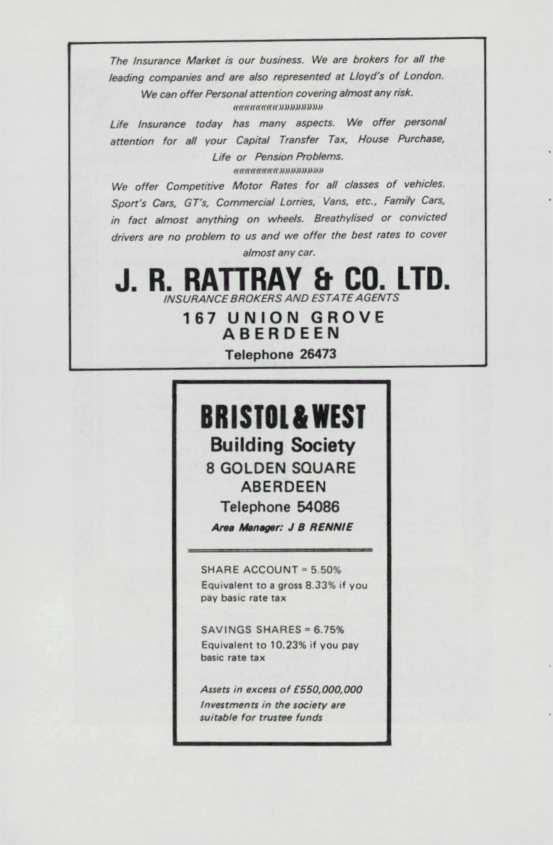 The Insurance Market is our business. We are brokers for all the
leading companies and are also represented at Lloyd's of London.
We can offer Personal attention covering almost any risk.
Life Insurance today has many aspects. We offer personal
attention for all your Capital Transfer Tax, House Purchase,
Life or Pension Problems.
We offer Competitive Motor Rates for all classes of vehicles.
Sport's Cars, GT's, Commercial Lorries, Vans, etc., Family Cars,
in fact almost anything on wheels. Breathylised or convicted
drivers are no problem to us and we offer the best rates to cover
almost any car.
J. R. RATTRAY & CO. LTD.
INSURANCE BROKERS AND ESTATE AGENTS
167 UNION GROVE
ABERDEEN
Telephone 26473
BRISTOL & WEST
Building Society
8 GOLDEN SQUARE
ABERDEEN
Telephone 54086
Area Manager: J B RENNIE
SHARE ACCOUNT = 5.50%
Equivalent to a gross 8.33% if you
pay basic rate tax
SAVINGS SHARES = 6.75%
Equivalent to 10.23% if you pay
basic rate tax
Assets in excess of £550,000,000
Investments in the society are
suitable for trustee funds